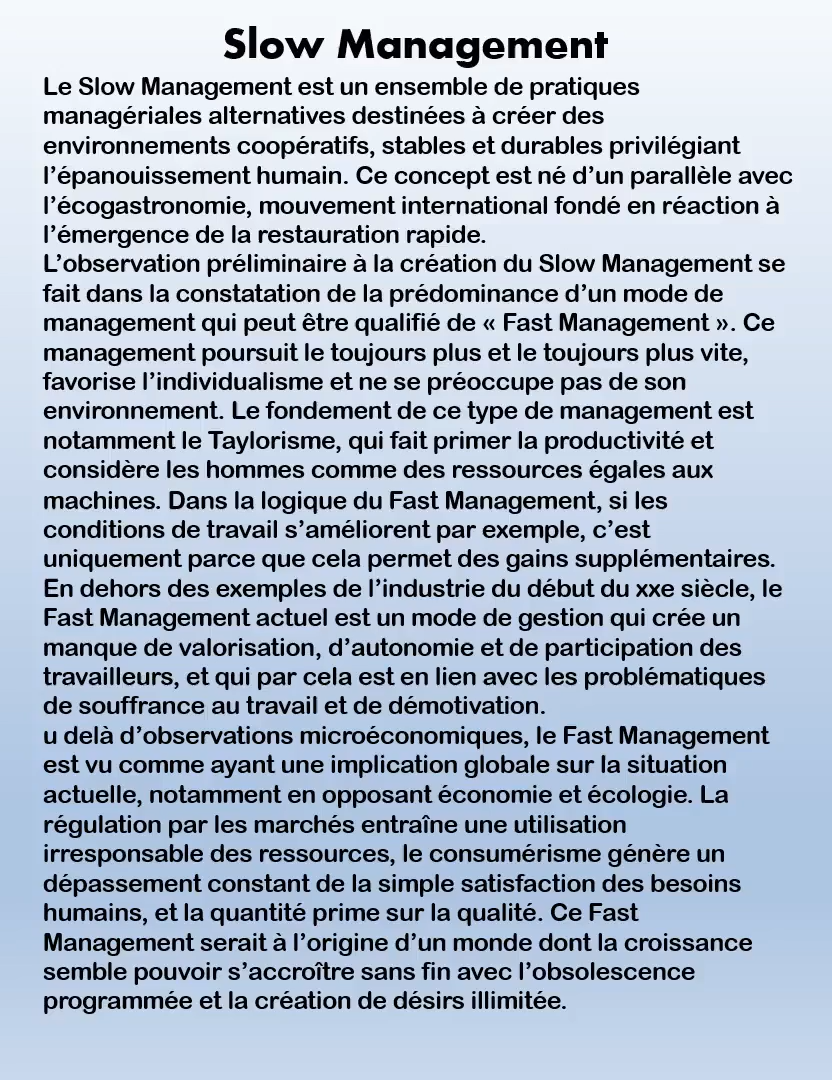 Slow Management
Le Slow Management est un ensemble de pratiques
managériales alternatives destinées à créer des
environnements coopératifs, stables et durables privilégiant
l’épanouissement humain. Ce concept est né d’un parallèle avec
l’écogastronomie, mouvement international fondé en réaction à
l’émergence de la restauration rapide.
L’observation préliminaire à la création du Slow Management se
fait dans la constatation de la prédominance d’un mode de
management qui peut être qualifié de « Fast Management ». Ce
management poursuit le toujours plus et le toujours plus vite,
favorise l’individualisme et ne se préoccupe pas de son
environnement. Le fondement de ce type de management est
notamment le Taylorisme, qui fait primer la productivité et
considère les hommes comme des ressources égales aux
machines. Dans la logique du Fast Management, si les
conditions de travail s’améliorent par exemple, c’est
uniquement parce que cela permet des gains supplémentaires.
En dehors des exemples de l’industrie du début du xxe siècle, le
Fast Management actuel est un mode de gestion qui crée un
manque de valorisation, d’autonomie et de participation des
travailleurs, et qui par cela est en lien avec les problématiques
de souffrance au travail et de démotivation.
u delà d’observations microéconomiques, le Fast Management
est vu comme ayant une implication globale sur la situation
actuelle, notamment en opposant économie et écologie. La
régulation par les marchés entraîne une utilisation
irresponsable des ressources, le consumérisme génère un
dépassement constant de la simple satisfaction des besoins
humains, et la quantité prime sur la qualité. Ce Fast
Management serait à l’origine d’un monde dont la croissance
semble pouvoir s’accroître sans fin avec l’obsolescence
programmée et la création de désirs illimitée.